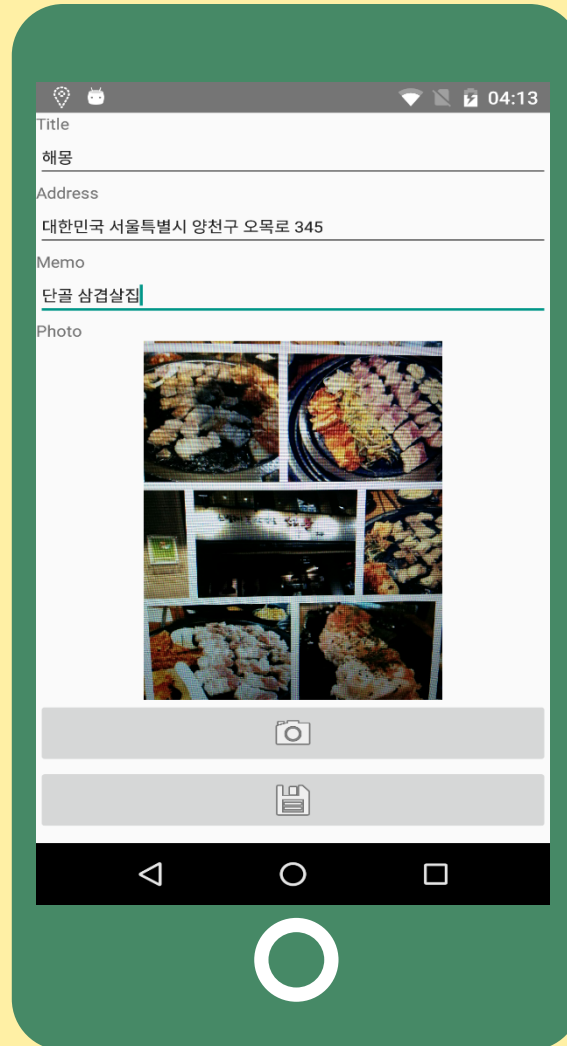 04:13
Title
해몽
Address
대한민국 서울특별시 양천구 오목로 345
Memo
단골 삼겹살집
Photo